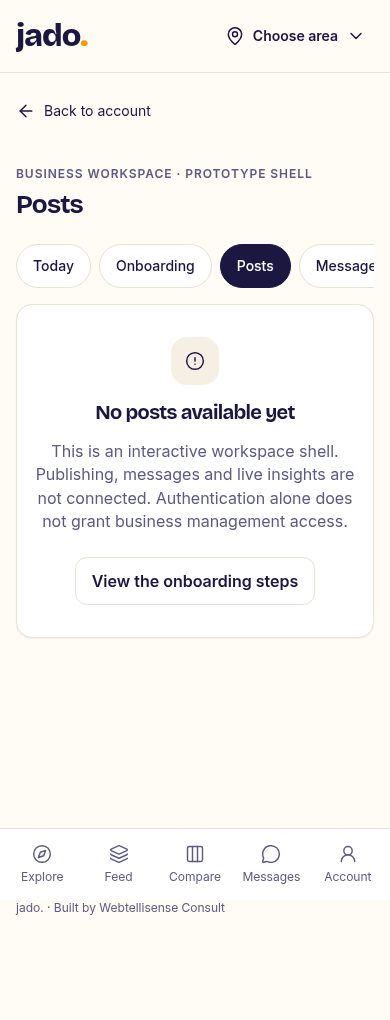 jado.
Choose area
Back to account
BUSINESS WORKSPACE · PROTOTYPE SHELL
Posts
Today
Onboarding
Posts
Message
No posts available yet
This is an interactive workspace shell.
Publishing, messages and live insights are
not connected. Authentication alone does
not grant business management access.
View the onboarding steps
Explore
Feed
Compare
Messages
Account
jado. · Built by Webtellisense Consult